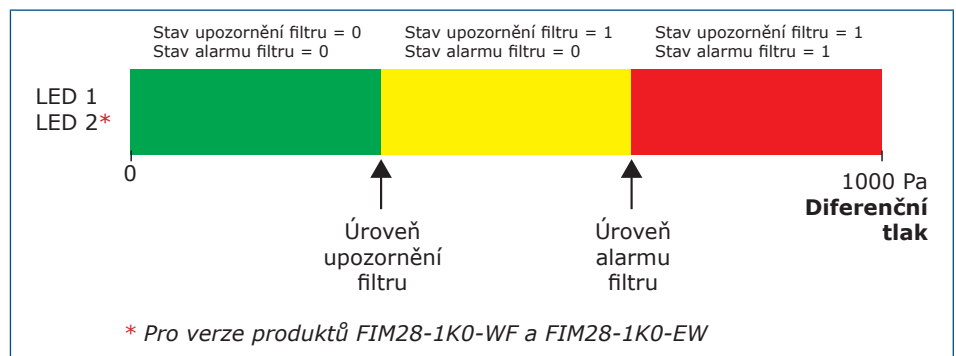 Stav upozornění filtru = 0
Stav alarmu filtru = 0
Stav upozornění filtru = 1
Stav alarmu filtru = 0
Stav upozornění filtru = 1
Stav alarmu filtru = 1
LED 1
LED 2*
0
1000 Pa
Diferenční
tlak
Úroveň
upozornění
filtru
Úroveň
alarmu
filtru
* Pro verze produktů FIM28-1K0-WF a FIM28-1K0-EW